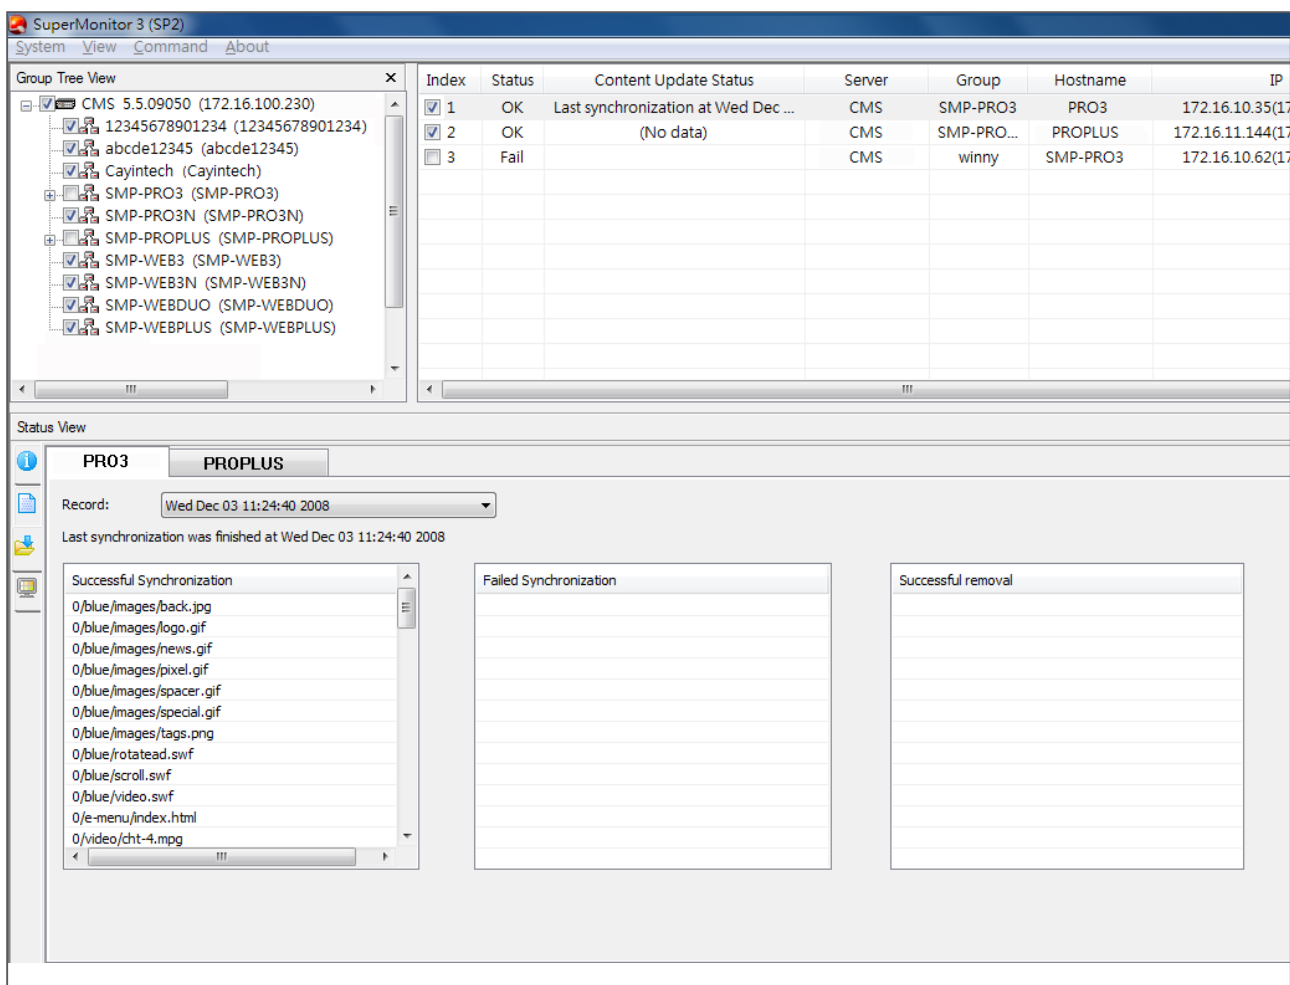 SuperMonitor 3 (SP2)
System View Command About
Group Tree View
CMS 5.5.09050 (172.16.100.230)
12345678901234 (12345678901234)
abcde12345 (abcde12345)
Cayintech (Cayintech)
SMP-PRO3 (SMP-PRO3)
SMP-PRO3N (SMP-PRO3N)
SMP-PROPLUS (SMP-PROPLUS)
SMP-WEB3 (SMP-WEB3)
SMP-WEB3N (SMP-WEB3N)
SMP-WEBDUO (SMP-WEBDUO)
SMP-WEBPLUS (SMP-WEBPLUS)
Index Status Content Update Status Server Group Hostname IP
1 OK Last synchronization at Wed Dec ... CMS SMP-PRO3 PRO3 172.16.10.35(17
2 OK (No data) CMS SMP-PRO... PROPLUS 172.16.11.144(17
3 Fail CMS winny SMP-PRO3 172.16.10.62(17
Status View
PRO3 PROPLUS
Record: Wed Dec 03 11:24:40 2008
Last synchronization was finished at Wed Dec 03 11:24:40 2008
Successful Synchronization
0/blue/images/back.jpg
0/blue/images/logo.gif
0/blue/images/news.gif
0/blue/images/pixel.gif
0/blue/images/spacer.gif
0/blue/images/special.gif
0/blue/images/tags.png
0/blue/rotatead.swf
0/blue/scroll.swf
0/blue/video.swf
0/e-menu/index.html
0/video/cht-4.mpg
Failed Synchronization
Successful removal